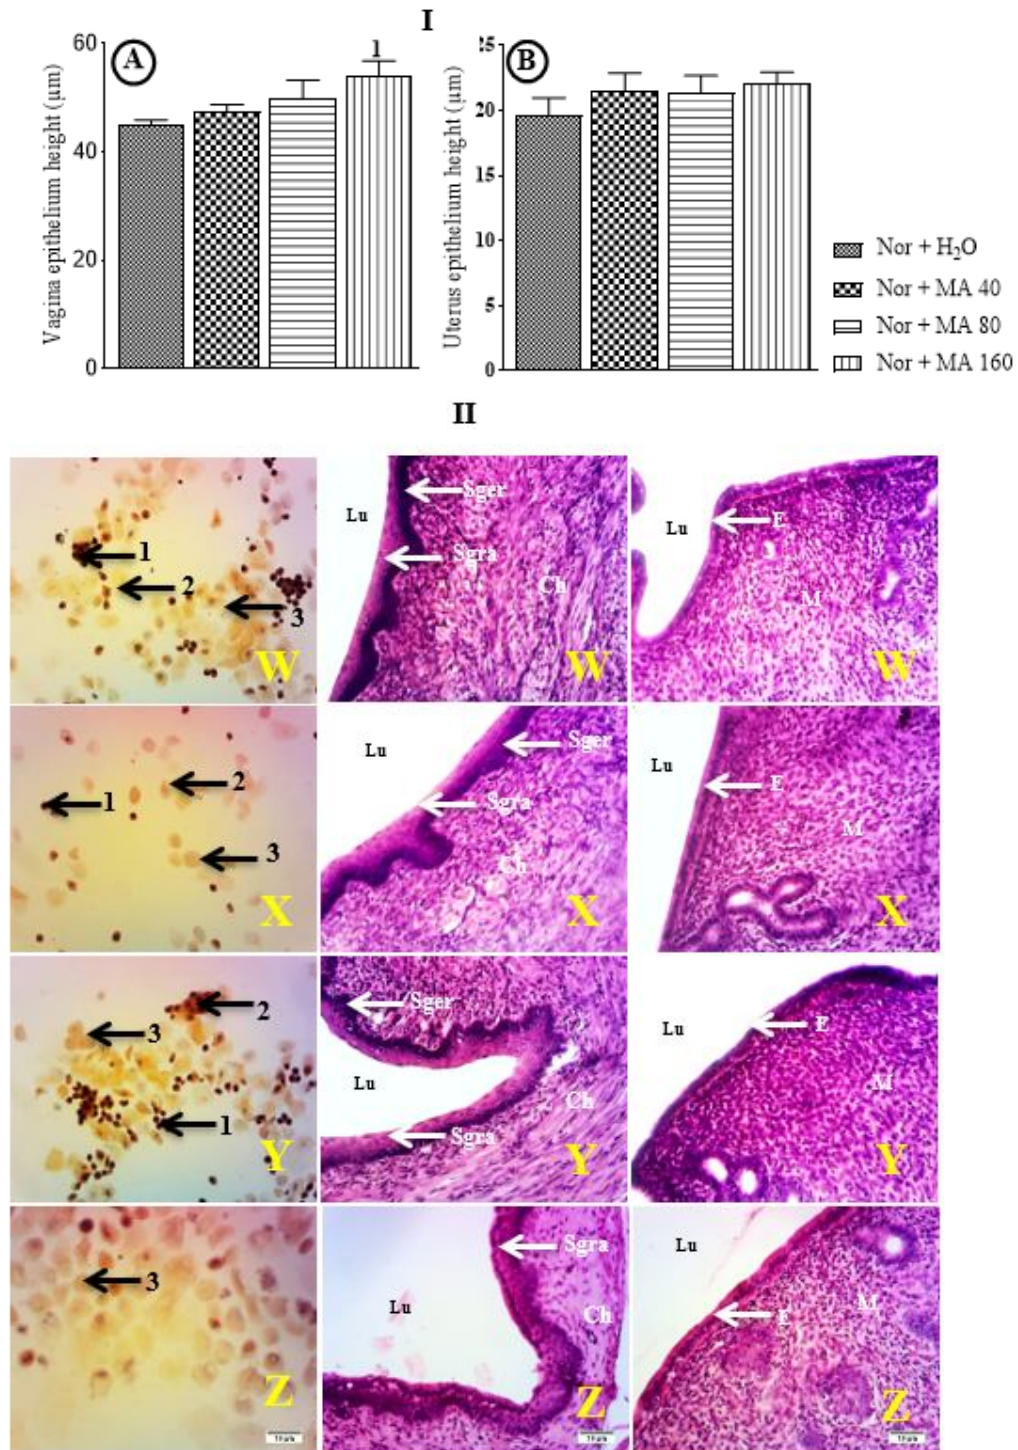 I
A
1
60
40
20
0
Vagina epithelium height (μm)
B
25
20
15
10
5
0
Uterus epithelium height (μm)
Nor + H₂O
Nor + MA 40
Nor + MA 80
Nor + MA 160
II
1
2
3
W
Lu
Sger
Sgra
Ch
W
Lu
E
M
W
1
2
3
X
Lu
Sger
Sgra
Ch
X
Lu
E
M
X
2
3
1
Y
Sger
Lu
Ch
Sgra
Y
Lu
E
M
Y
3
Z
Sgra
Lu
Ch
Z
Lu
M
E
Z